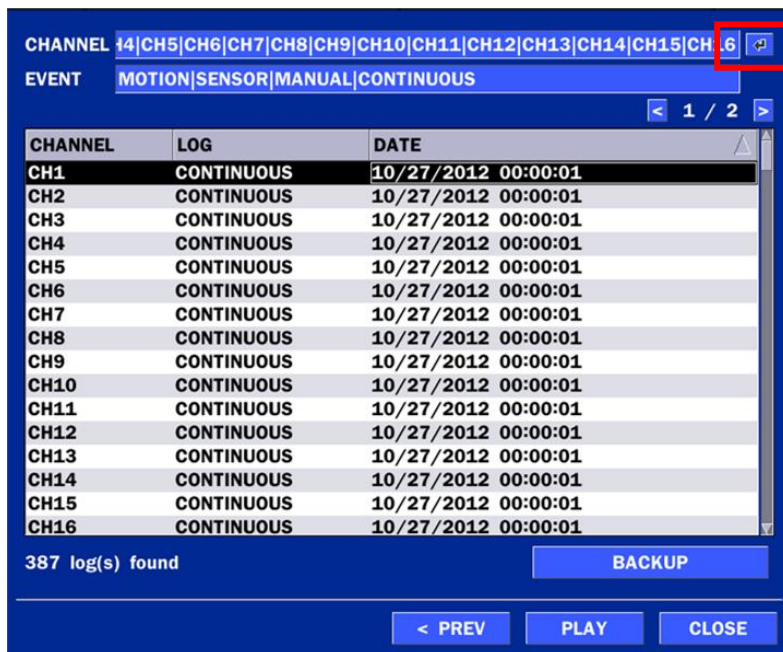 CHANNEL H4|CH5|CH6|CH7|CH8|CH9|CH10|CH11|CH12|CH13|CH14|CH15|CH16
EVENT MOTION|SENSOR|MANUAL|CONTINUOUS
< 1 / 2 >
CHANNEL LOG DATE
CH1 CONTINUOUS 10/27/2012 00:00:01
CH2 CONTINUOUS 10/27/2012 00:00:01
CH3 CONTINUOUS 10/27/2012 00:00:01
CH4 CONTINUOUS 10/27/2012 00:00:01
CH5 CONTINUOUS 10/27/2012 00:00:01
CH6 CONTINUOUS 10/27/2012 00:00:01
CH7 CONTINUOUS 10/27/2012 00:00:01
CH8 CONTINUOUS 10/27/2012 00:00:01
CH9 CONTINUOUS 10/27/2012 00:00:01
CH10 CONTINUOUS 10/27/2012 00:00:01
CH11 CONTINUOUS 10/27/2012 00:00:01
CH12 CONTINUOUS 10/27/2012 00:00:01
CH13 CONTINUOUS 10/27/2012 00:00:01
CH14 CONTINUOUS 10/27/2012 00:00:01
CH15 CONTINUOUS 10/27/2012 00:00:01
CH16 CONTINUOUS 10/27/2012 00:00:01
387 log(s) found BACKUP
< PREV PLAY CLOSE